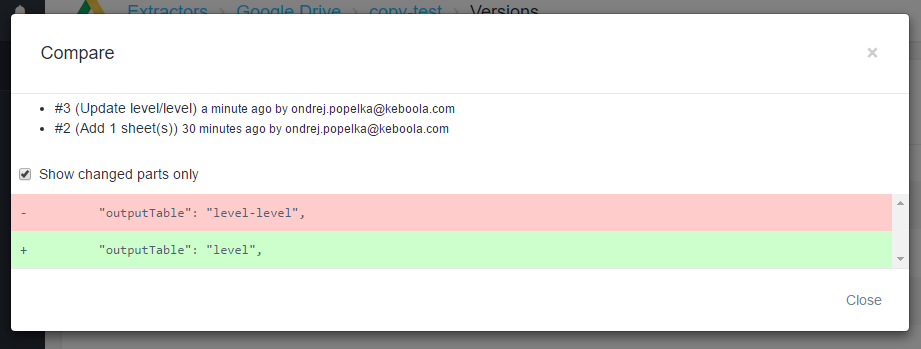 Extractors > Google Drive > copy-test > Versions
Compare ×
#3 (Update level/level) a minute ago by ondrej.popelka@keboola.com
#2 (Add 1 sheet(s)) 30 minutes ago by ondrej.popelka@keboola.com
Show changed parts only
- "outputTable": "level-level",
+ "outputTable": "level",
Close